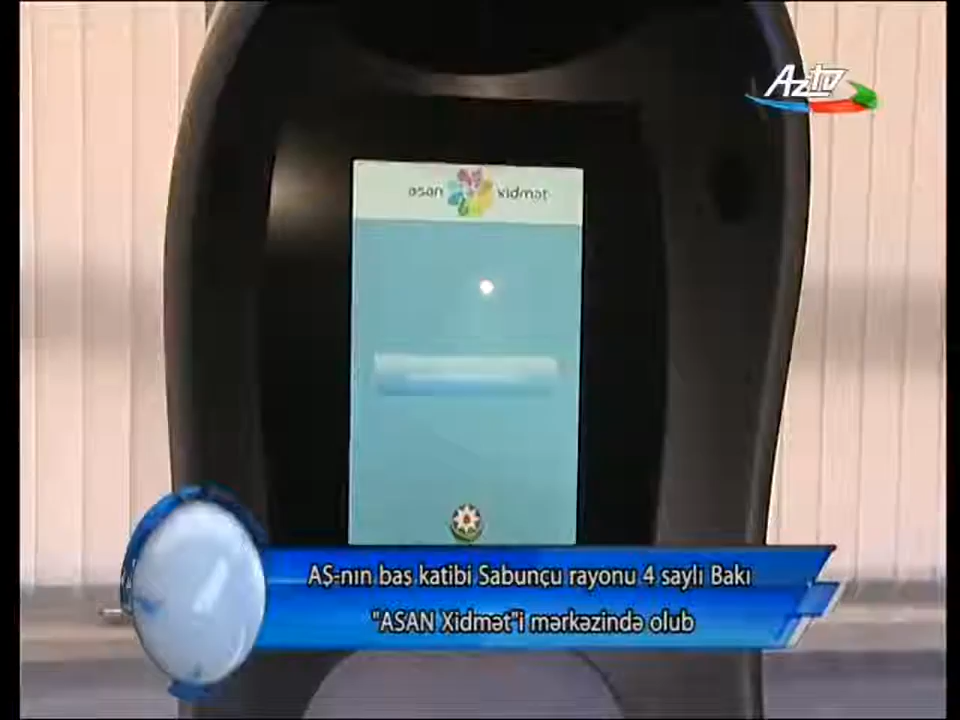 Aztv
asan xidmət
AŞ-nın baş katibi Sabunçu rayonu 4 saylı Bakı
"ASAN Xidmət"i mərkəzində olub